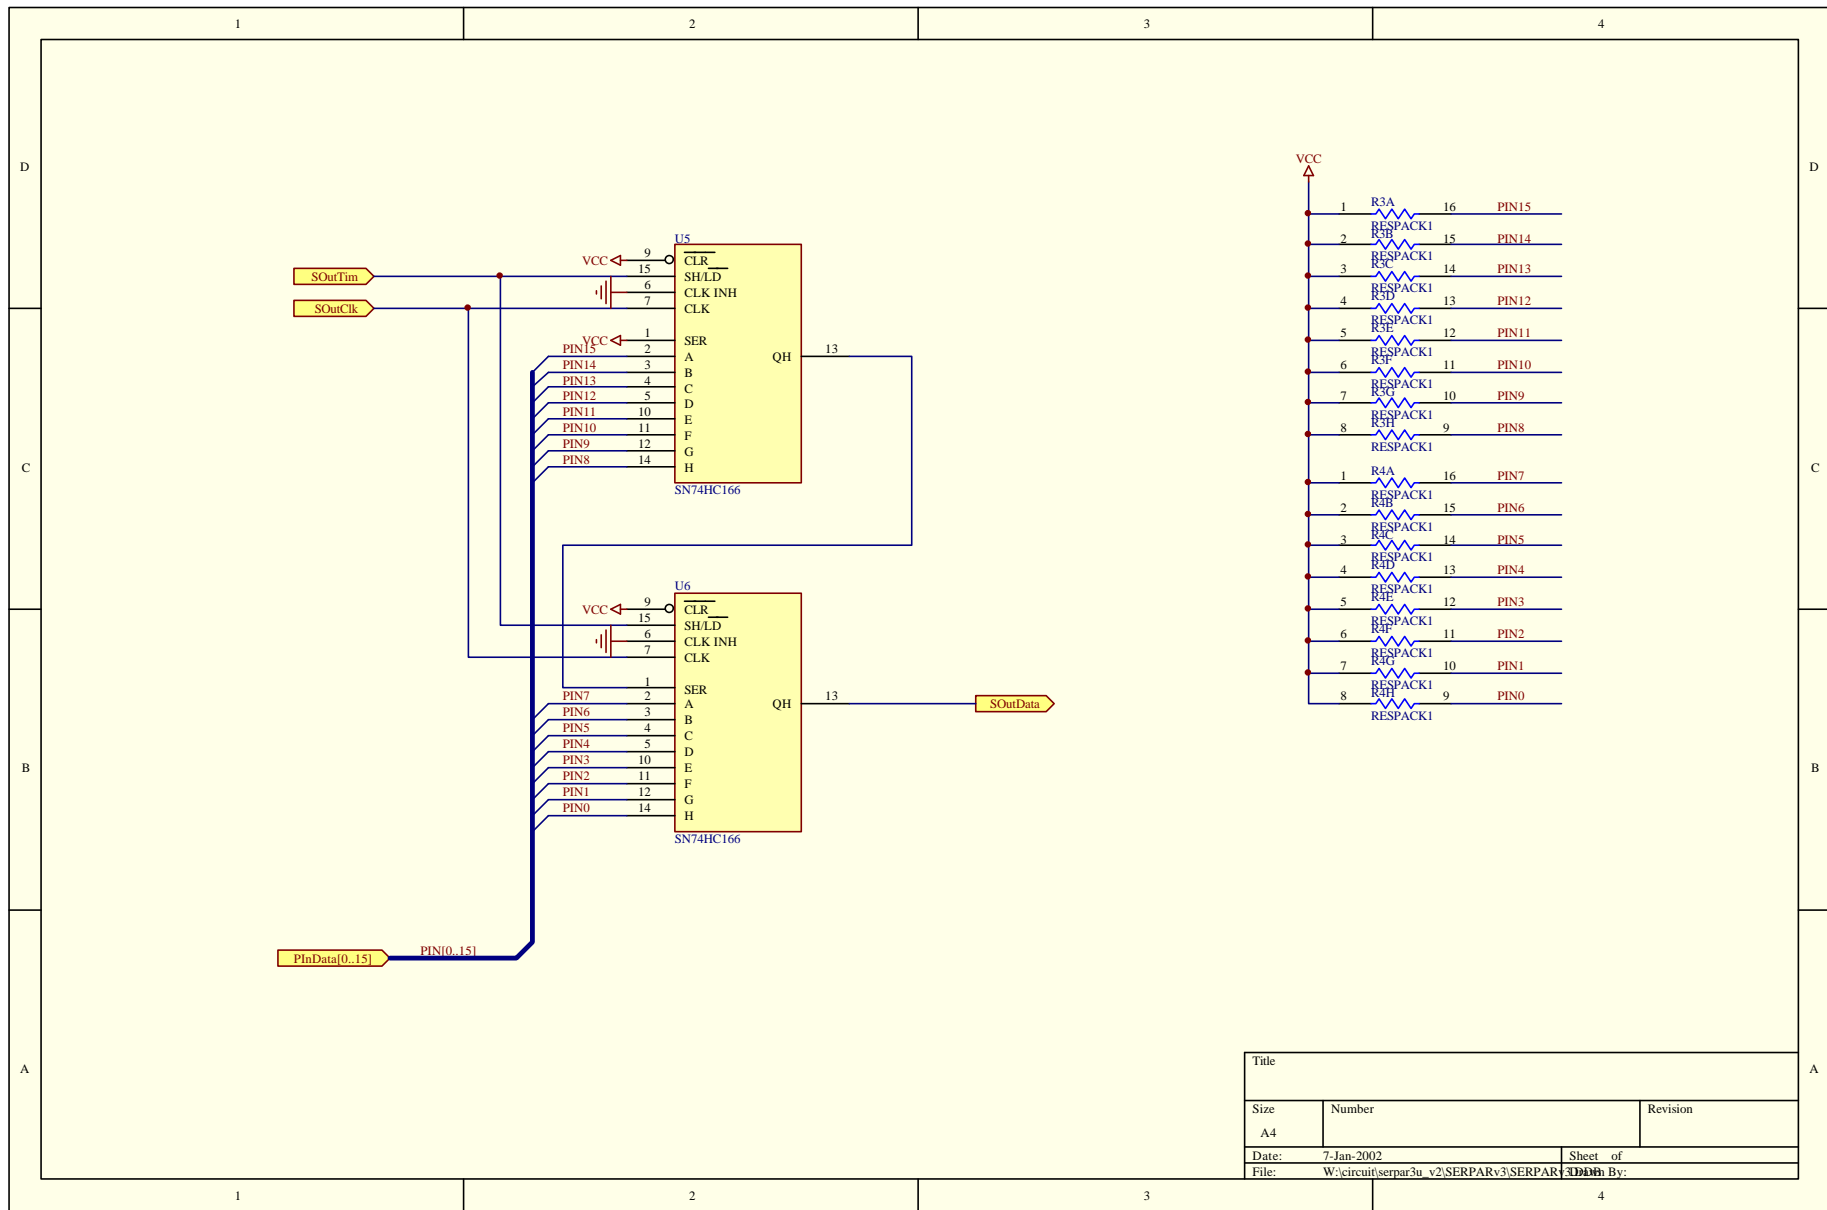 1 2 3 4
D D
C C
B B
A A
SOutTim
SOutClk
U5
VCC 9 CLR
15 SH/LD
6 CLK INH
7 CLK
VCC 1 SER
PIN15 2 A QH 13
PIN14 3 B
PIN13 4 C
PIN12 5 D
PIN11 10 E
PIN10 11 F
PIN9 12 G
PIN8 14 H
SN74HC166
U6
VCC 9 CLR
15 SH/LD
6 CLK INH
7 CLK
1 SER
PIN7 2 A QH 13 SOutData
PIN6 3 B
PIN5 4 C
PIN4 5 D
PIN3 10 E
PIN2 11 F
PIN1 12 G
PIN0 14 H
SN74HC166
PInData[0..15] PIN[0..15]
VCC
1 R3A 16 PIN15
RESPACK1
2 R3B 15 PIN14
RESPACK1
3 R3C 14 PIN13
RESPACK1
4 R3D 13 PIN12
RESPACK1
5 R3E 12 PIN11
RESPACK1
6 R3F 11 PIN10
RESPACK1
7 R3G 10 PIN9
RESPACK1
8 R3H 9 PIN8
RESPACK1
1 R4A 16 PIN7
RESPACK1
2 R4B 15 PIN6
RESPACK1
3 R4C 14 PIN5
RESPACK1
4 R4D 13 PIN4
RESPACK1
5 R4E 12 PIN3
RESPACK1
6 R4F 11 PIN2
RESPACK1
7 R4G 10 PIN1
RESPACK1
8 R4H 9 PIN0
RESPACK1
Title
Size Number Revision
A4
Date: 7-Jan-2002 Sheet of
File: W:\circuit\serpar3u_v2\SERPARv3\SERPARv3.DDB Drawn By:
1 2 3 4